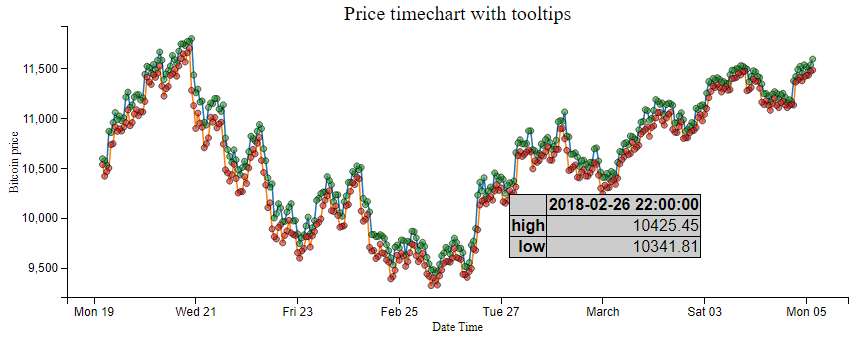 Price timechart with tooltips
Bitcoin price
11,500
11,000
10,500
10,000
9,500
2018-02-26 22:00:00
high 10425.45
low 10341.81
Mon 19 Wed 21 Fri 23 Feb 25 Tue 27 March Sat 03 Mon 05
Date Time